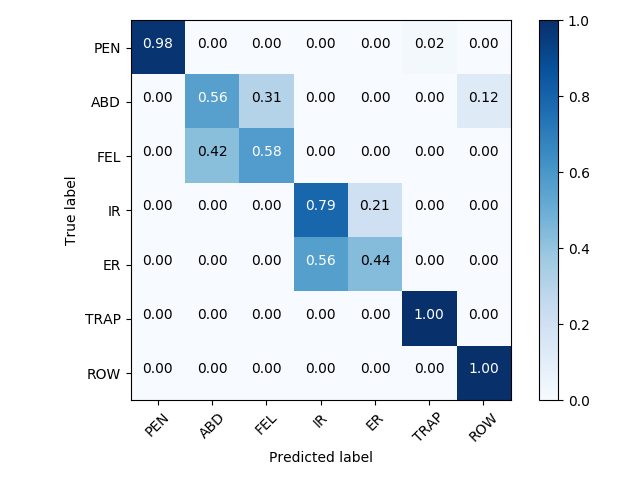 PEN 0.98 0.00 0.00 0.00 0.00 0.02 0.00
ABD 0.00 0.56 0.31 0.00 0.00 0.00 0.12
FEL 0.00 0.42 0.58 0.00 0.00 0.00 0.00
IR 0.00 0.00 0.00 0.79 0.21 0.00 0.00
ER 0.00 0.00 0.00 0.56 0.44 0.00 0.00
TRAP 0.00 0.00 0.00 0.00 0.00 1.00 0.00
ROW 0.00 0.00 0.00 0.00 0.00 0.00 1.00
PEN ABD FEL IR ER TRAP ROW
Predicted label
True label
1.0
0.8
0.6
0.4
0.2
0.0